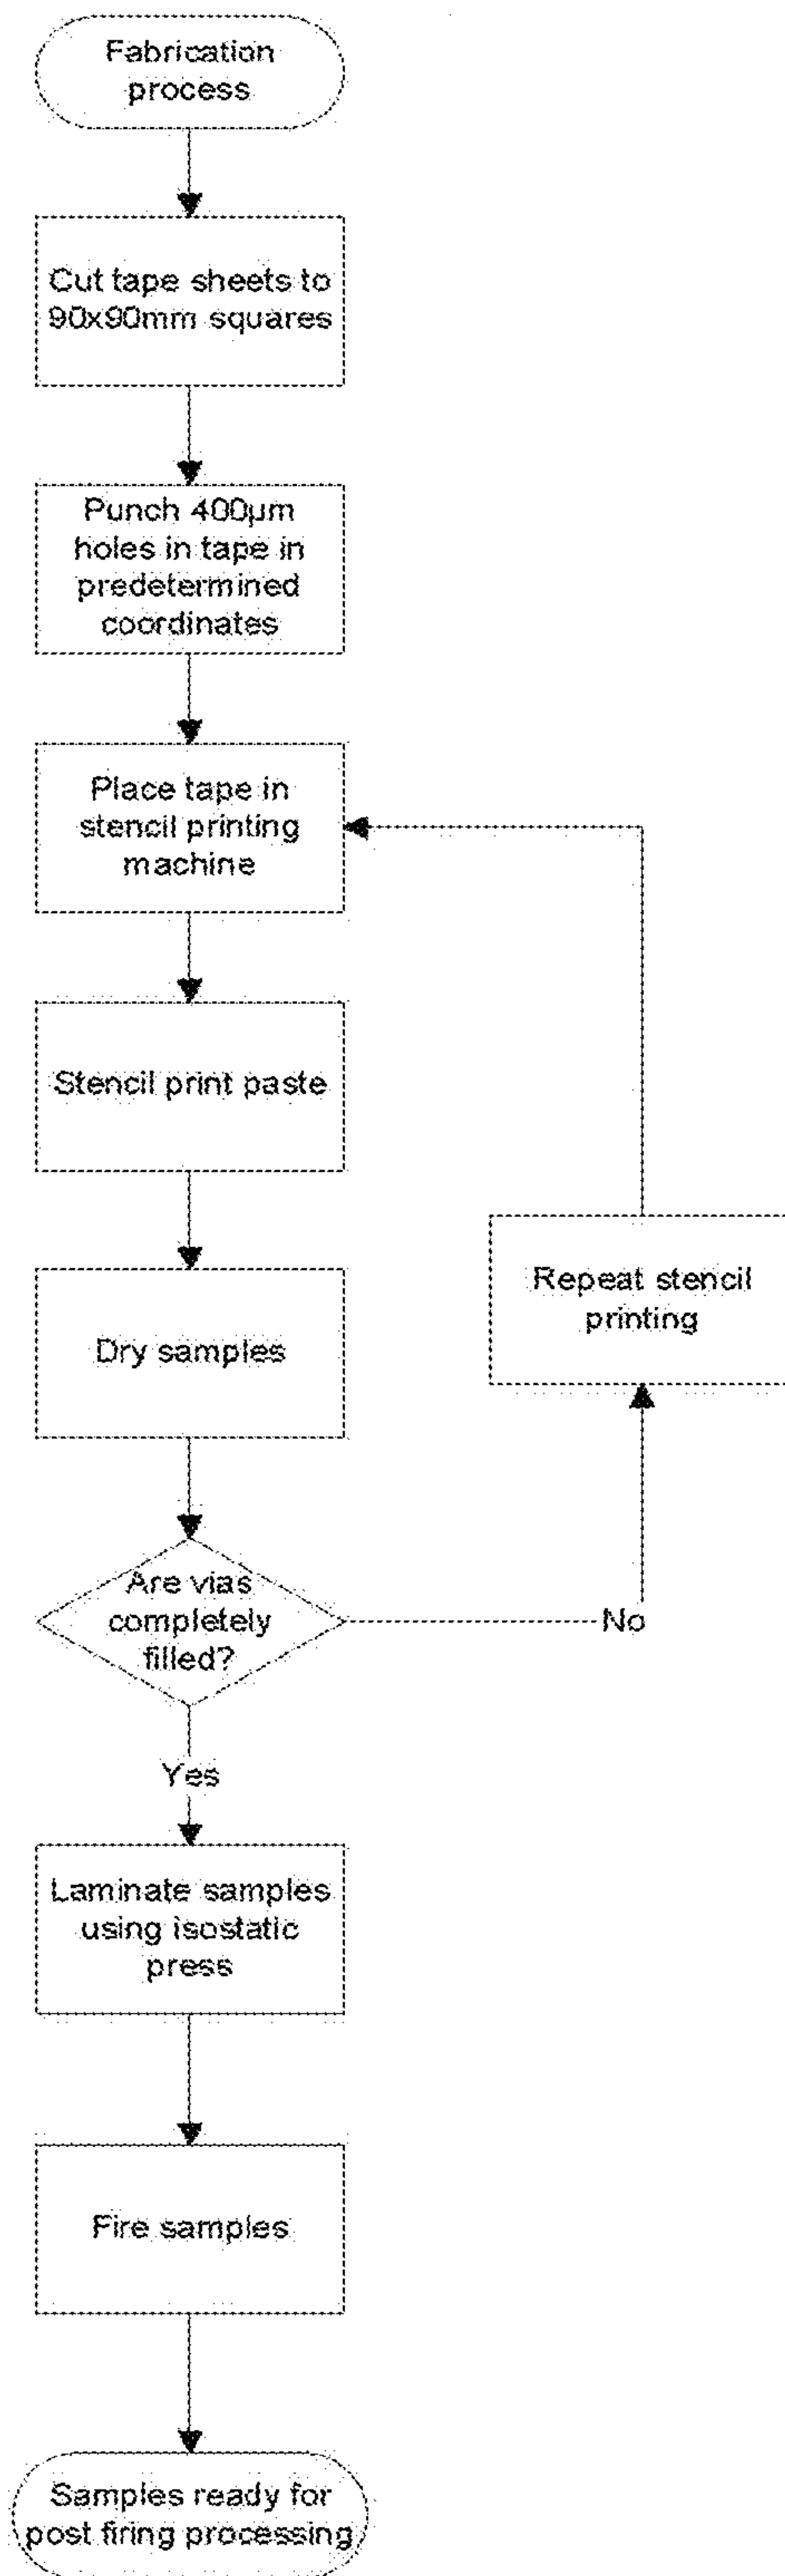 Fabrication
process
Cut tape sheets to
90x90mm squares
Punch 400µm
holes in tape in
predetermined
coordinates
Place tape in
stencil printing
machine
Stencil print paste
Dry samples
Repeat stencil
printing
Are vias
completely
filled?
No
Yes
Laminate samples
using isostatic
press
Fire samples
Samples ready for
post firing processing